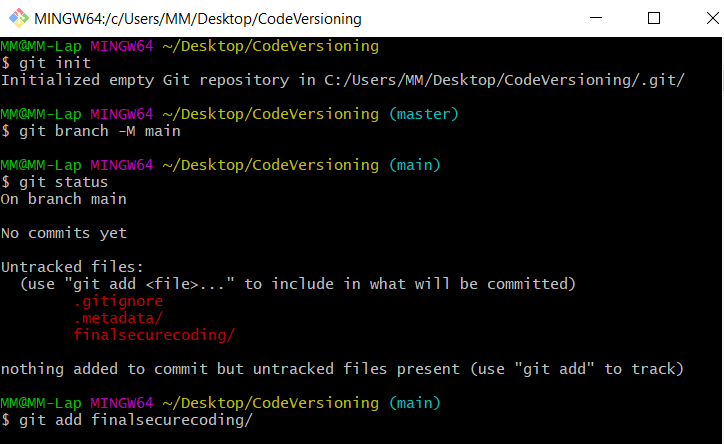 MINGW64:/c/Users/MM/Desktop/CodeVersioning
MM@MM-Lap MINGW64 ~/Desktop/CodeVersioning
$ git init
Initialized empty Git repository in C:/Users/MM/Desktop/CodeVersioning/.git/
MM@MM-Lap MINGW64 ~/Desktop/CodeVersioning (master)
$ git branch -M main
MM@MM-Lap MINGW64 ~/Desktop/CodeVersioning (main)
$ git status
On branch main
No commits yet
Untracked files:
  (use "git add <file>..." to include in what will be committed)
        .gitignore
        .metadata/
        finalsecurecoding/
nothing added to commit but untracked files present (use "git add" to track)
MM@MM-Lap MINGW64 ~/Desktop/CodeVersioning (main)
$ git add finalsecurecoding/